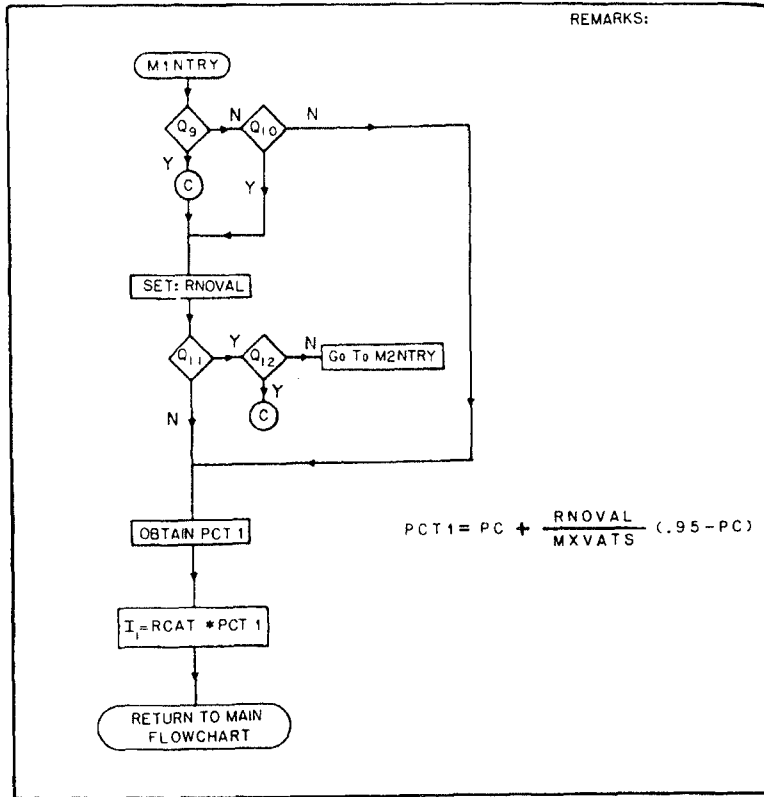 REMARKS:
M1NTRY
Q9 N Q10 N
Y
C
Y
SET: RNOVAL
Q11 Y Q12 N Go To M2NTRY
Y
N
C
OBTAIN PCT 1
PCT1 = PC + RNOVAL / MXVATS (.95-PC)
I1=RCAT * PCT 1
RETURN TO MAIN
FLOWCHART